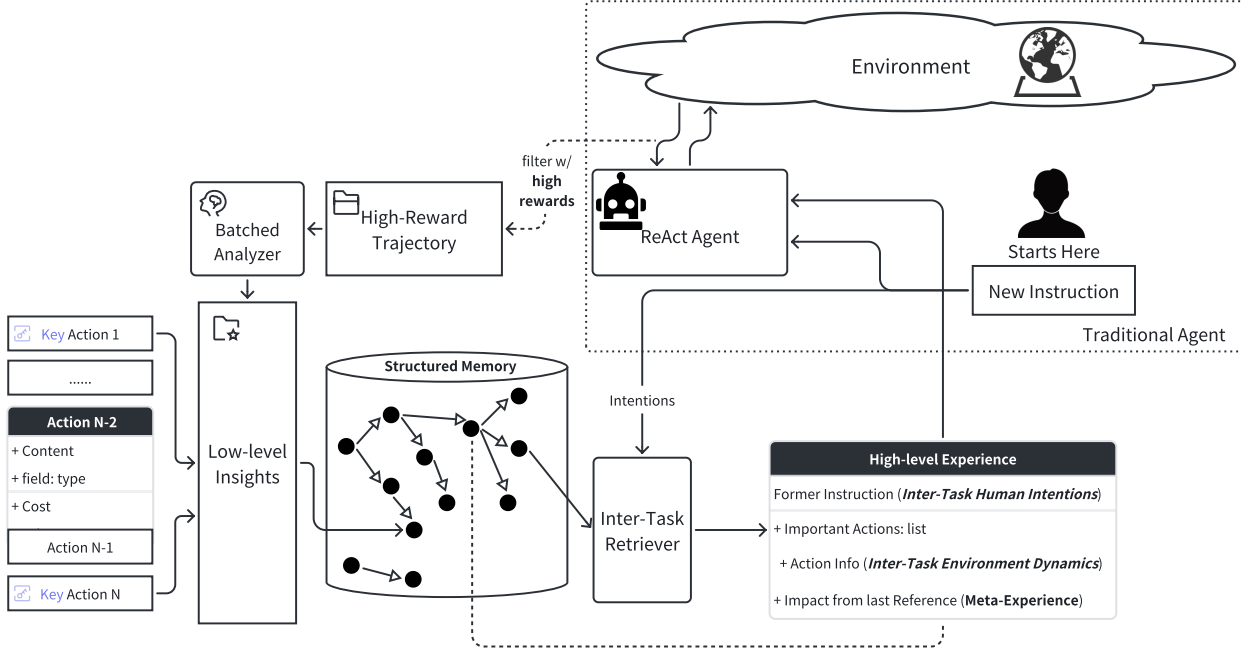 Environment
filter w/
high
rewards
Batched
Analyzer
High-Reward
Trajectory
ReAct Agent
Starts Here
New Instruction
Traditional Agent
Key Action 1
......
Action N-2
+ Content
+ field: type
+ Cost
Action N-1
Key Action N
Low-level
Insights
Structured Memory
Intentions
Inter-Task
Retriever
High-level Experience
Former Instruction (Inter-Task Human Intentions)
+ Important Actions: list
+ Action Info (Inter-Task Environment Dynamics)
+ Impact from last Reference (Meta-Experience)